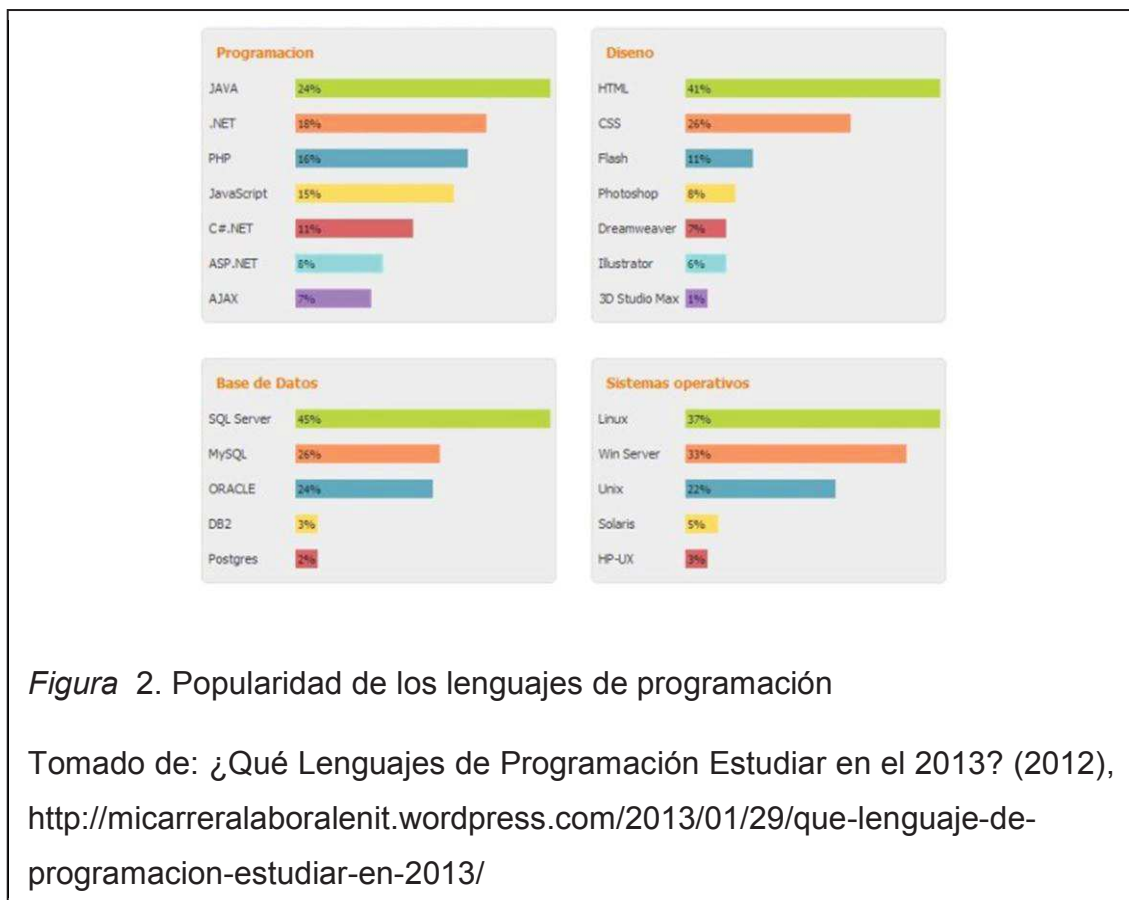 Programacion
JAVA 24%
.NET 18%
PHP 16%
JavaScript 15%
C#.NET 11%
ASP.NET 8%
AJAX 7%
Diseno
HTML 41%
CSS 26%
Flash 11%
Photoshop 8%
Dreamweaver 7%
Illustrator 6%
3D Studio Max 1%
Base de Datos
SQL Server 45%
MySQL 26%
ORACLE 24%
DB2 3%
Postgres 2%
Sistemas operativos
Linux 37%
Win Server 33%
Unix 22%
Solaris 5%
HP-UX 3%
Figura 2. Popularidad de los lenguajes de programación
Tomado de: ¿Qué Lenguajes de Programación Estudiar en el 2013? (2012),
http://micarreralaboralenit.wordpress.com/2013/01/29/que-lenguaje-de-
programacion-estudiar-en-2013/